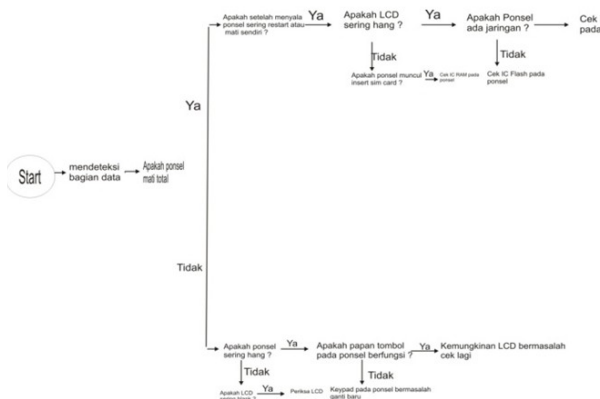 Apakah setelah menyala
ponsel sering restart atau
mati sendiri ?
Ya
Apakah LCD
sering hang ?
Ya
Apakah Ponsel
ada jaringan ?
Cek
pada
Tidak
Tidak
Apakah ponsel muncul
insert sim card ?
Ya
Cek IC RAM pada
ponsel
Cek IC Flash pada
ponsel
Ya
Start
mendeteksi
bagian data
Apakah ponsel
mati total
Tidak
Apakah ponsel
sering hang ?
Ya
Apakah papan tombol
pada ponsel berfungsi ?
Ya
Kemungkinan LCD bermasalah
cek lagi
Tidak
Tidak
Apakah LCD
Ya
Periksa LCD
Keypad pada ponsel bermasalah
ganti baru